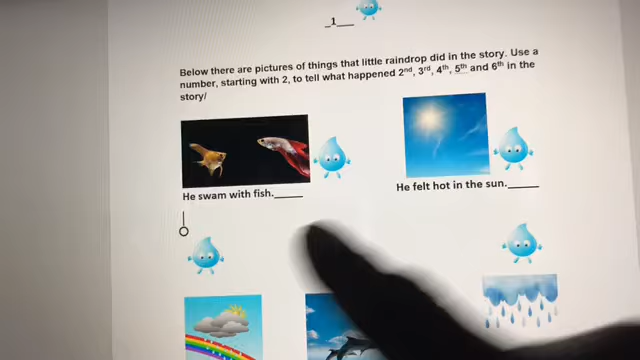 _1___
Below there are pictures of things that little raindrop did in the story. Use a
number, starting with 2, to tell what happened 2nd, 3rd, 4th, 5th and 6th in the
story/
He swam with fish.____
He felt hot in the sun._____